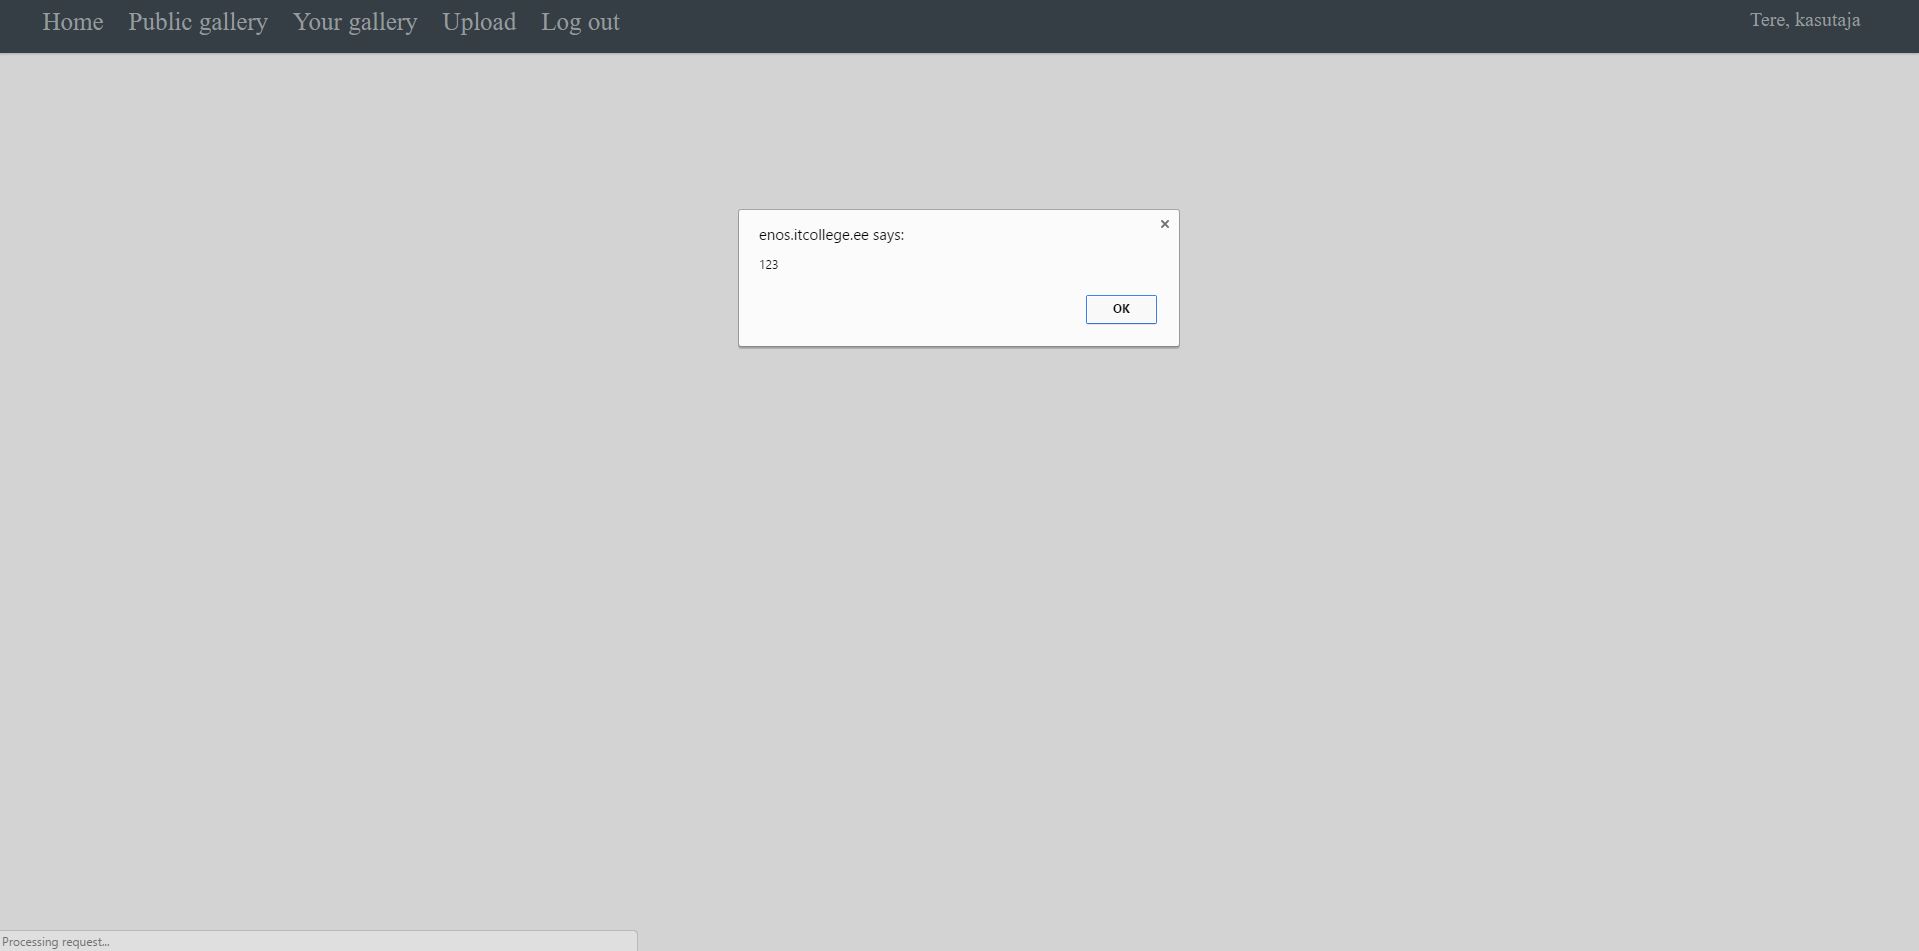 Home Public gallery Your gallery Upload Log out Tere, kasutaja
enos.itcollege.ee says:
123
OK
Processing request...